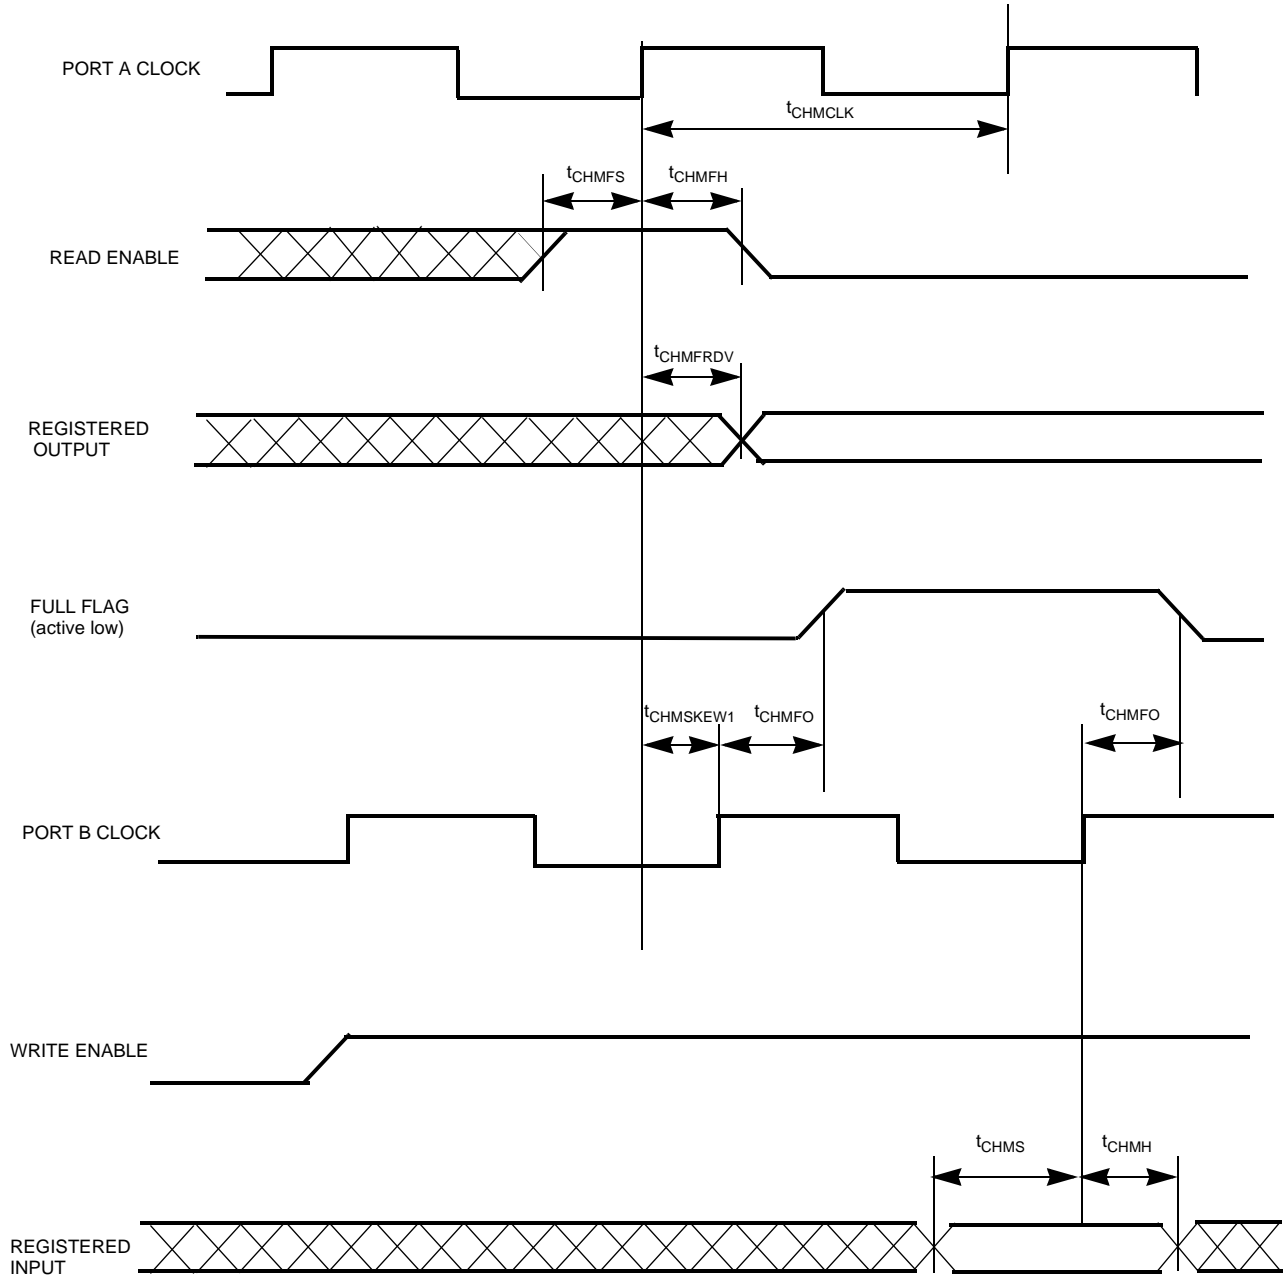 PORT A CLOCK
tCHMCLK
tCHMFS
tCHMFH
READ ENABLE
tCHMFRDV
REGISTERED
OUTPUT
FULL FLAG
(active low)
tCHMSKEW1
tCHMFO
tCHMFO
PORT B CLOCK
WRITE ENABLE
tCHMS
tCHMH
REGISTERED
INPUT